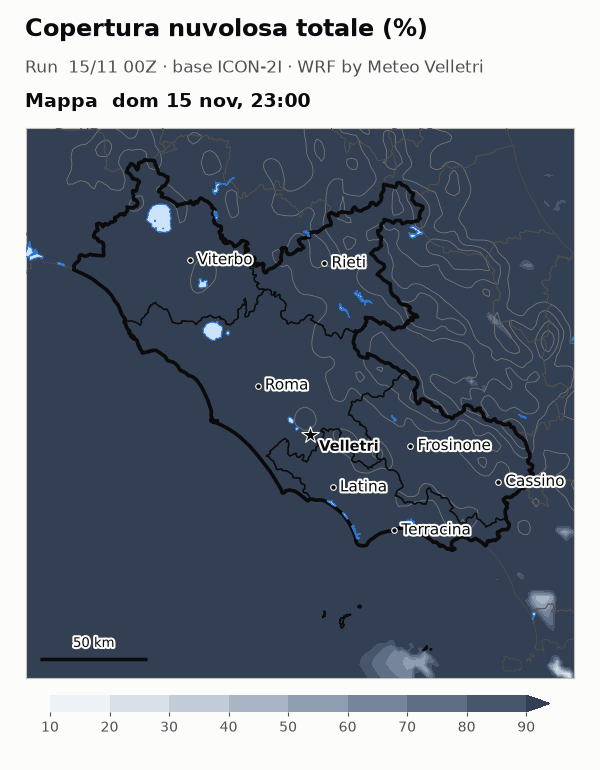 Copertura nuvolosa totale (%)
Run  15/11 00Z · base ICON-2I · WRF by Meteo Velletri
Mappa  dom 15 nov, 23:00
Viterbo
Rieti
Roma
Velletri
Frosinone
Latina
Cassino
Terracina
50 km
10 20 30 40 50 60 70 80 90